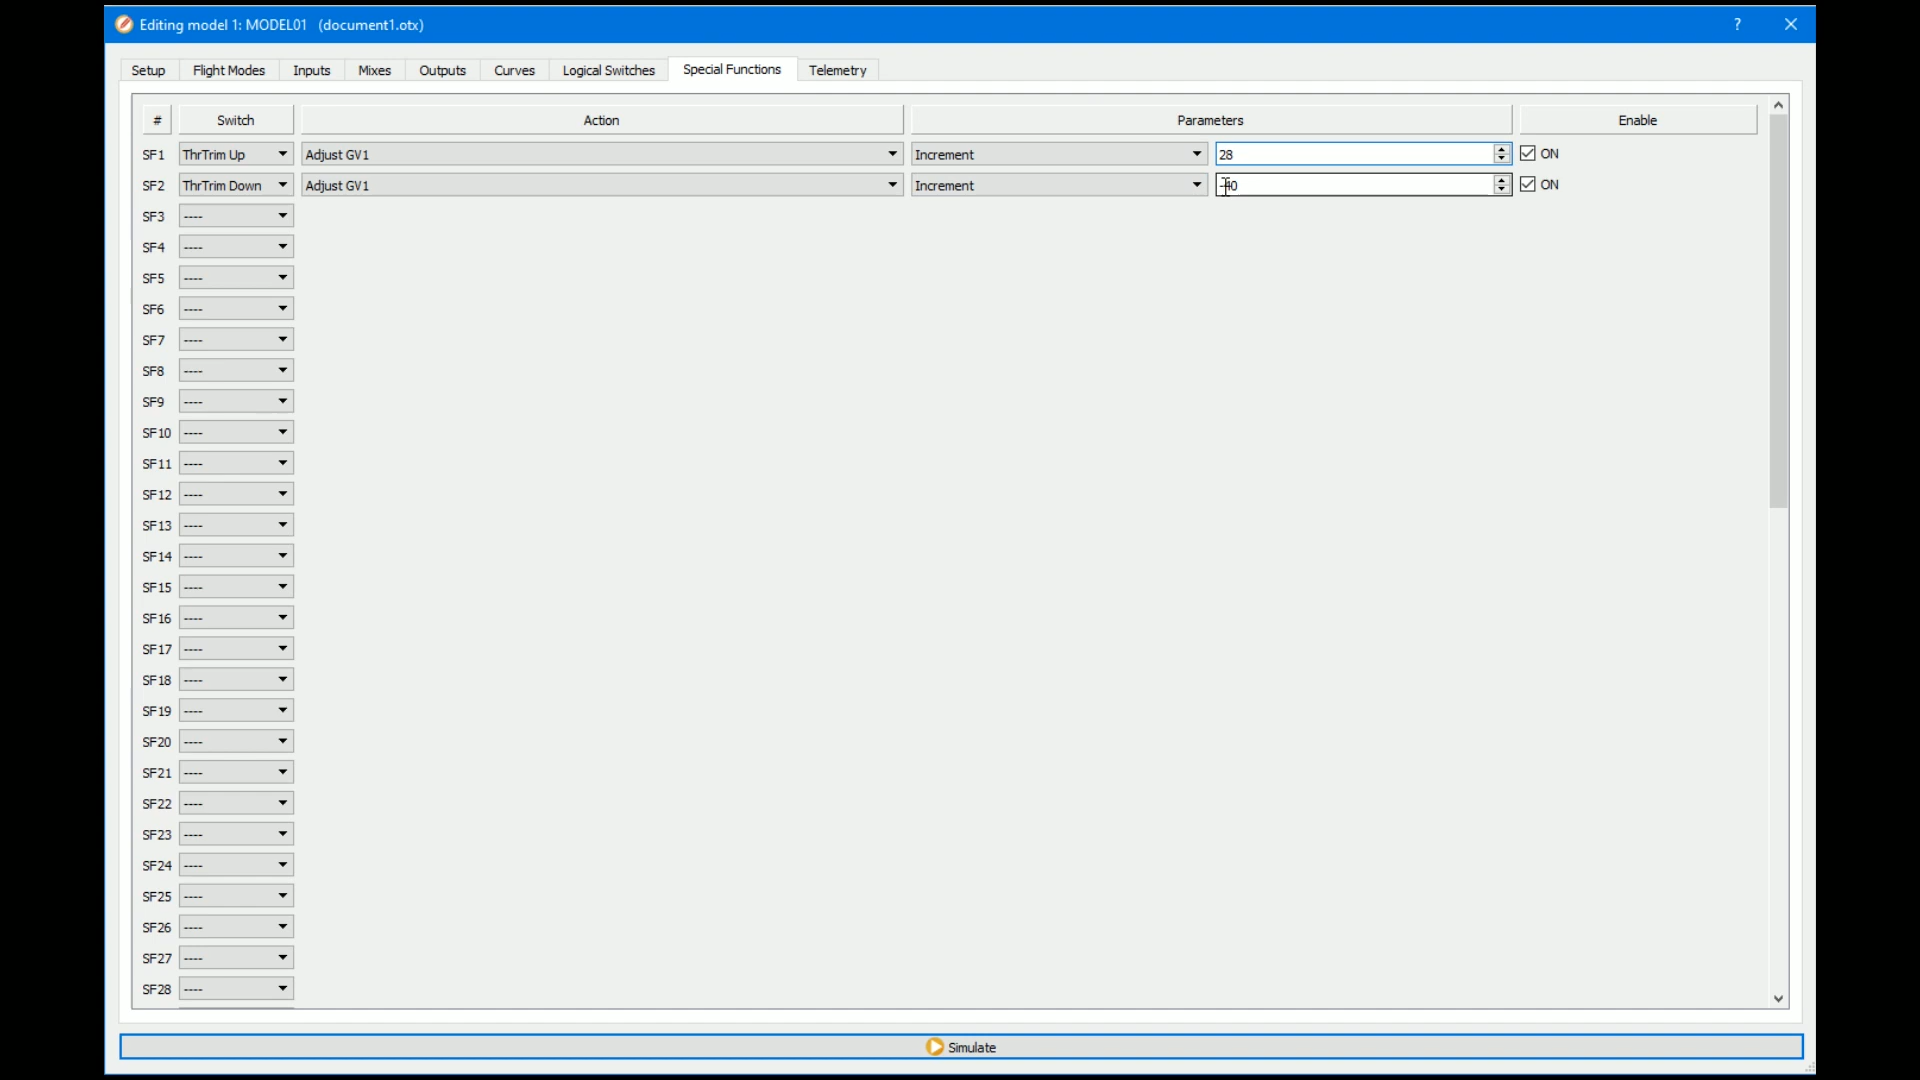 Editing model 1: MODEL01 (document1.otx) ?
Setup Flight Modes Inputs Mixes Outputs Curves Logical Switches Special Functions Telemetry
# Switch Action Parameters Enable
SF1 ThrTrim Up Adjust GV1 Increment 28 ON
SF2 ThrTrim Down Adjust GV1 Increment -40 ON
SF3 ----
SF4 ----
SF5 ----
SF6 ----
SF7 ----
SF8 ----
SF9 ----
SF10 ----
SF11 ----
SF12 ----
SF13 ----
SF14 ----
SF15 ----
SF16 ----
SF17 ----
SF18 ----
SF19 ----
SF20 ----
SF21 ----
SF22 ----
SF23 ----
SF24 ----
SF25 ----
SF26 ----
SF27 ----
SF28 ----
Simulate